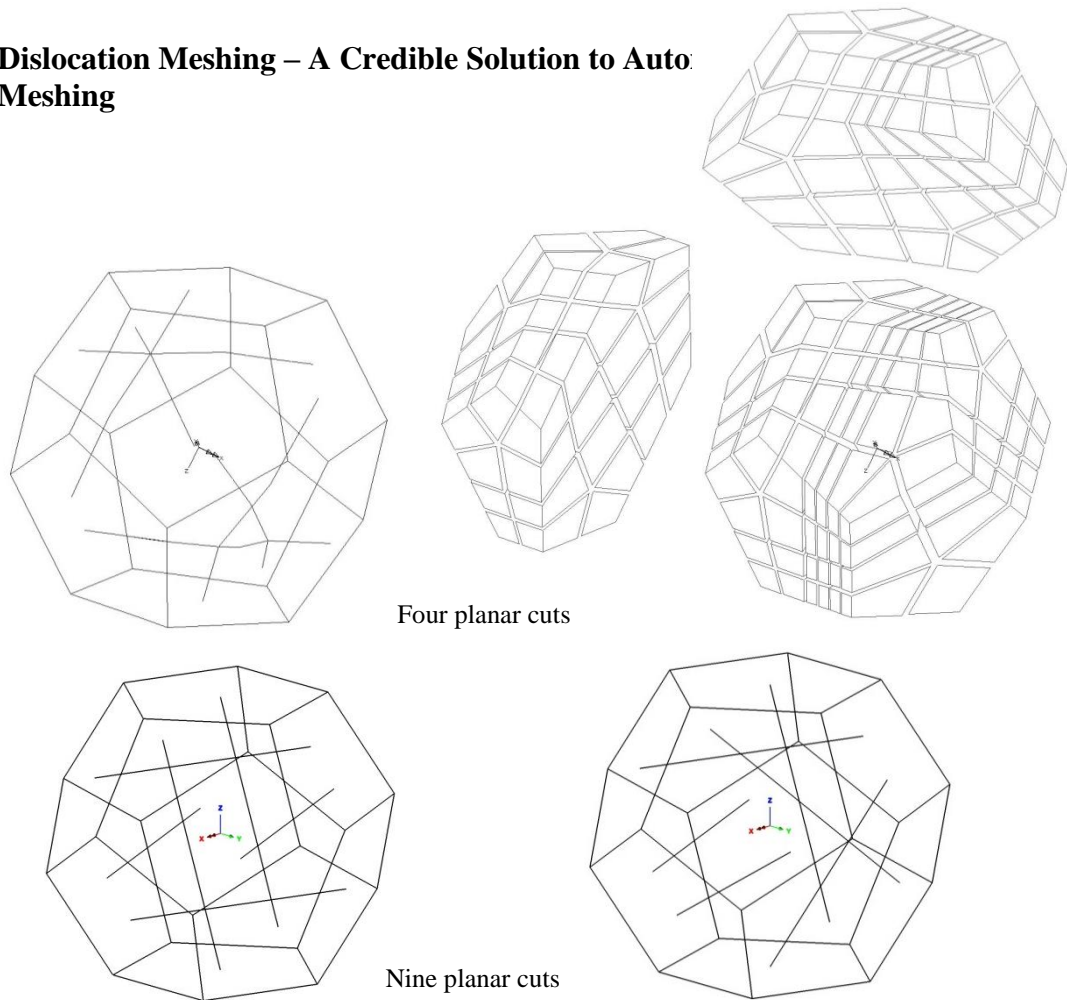 Dislocation Meshing – A Credible Solution to Auto
Meshing
Z
Z
Four planar cuts
Z
X Y
Z
X Y
Nine planar cuts